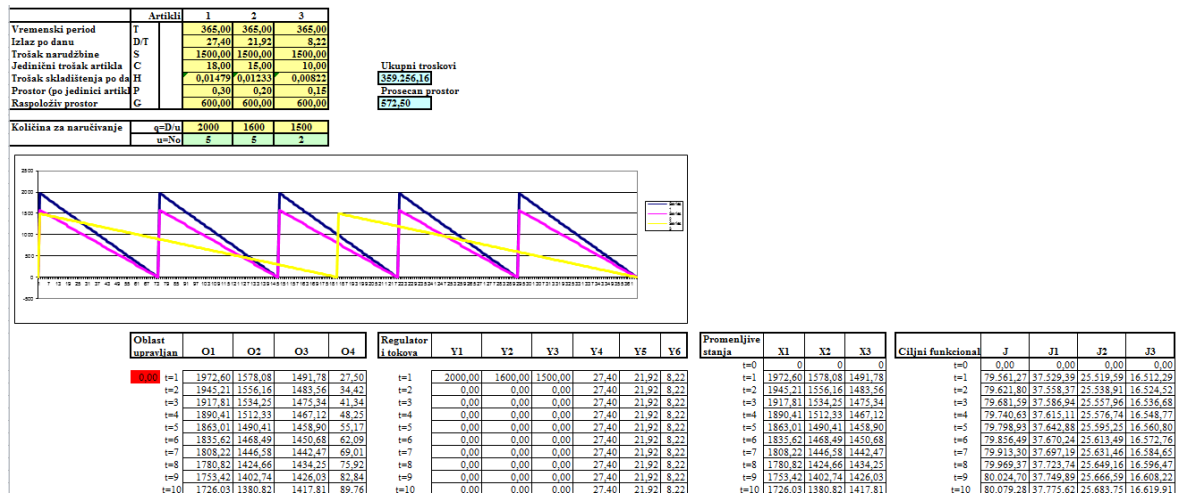 Artikli 1 2 3
Vremenski period T 365,00 365,00 365,00
Izlaz po danu D/T 27,40 21,92 8,22
Trošak narudžbine S 1500,00 1500,00 1500,00
Jedinični trošak artikla C 18,00 15,00 10,00
Trošak skladištenja po da H 0,01479 0,01233 0,00822
Prostor (po jedinici artikl P 0,30 0,20 0,15
Raspoloživ prostor G 600,00 600,00 600,00
Ukupni troskovi
359.256,16
Prosecan prostor
572,50
Količina za naručivanje q=D/u 2000 1600 1500
u=No 5 5 2
2500
2000
1500
1000
500
0
-500
Oblast upravljan O1 O2 O3 O4
0,00 t=1 1972,60 1578,08 1491,78 27,50
t=2 1945,21 1556,16 1483,56 34,42
t=3 1917,81 1534,25 1475,34 41,34
t=4 1890,41 1512,33 1467,12 48,25
t=5 1863,01 1490,41 1458,90 55,17
t=6 1835,62 1468,49 1450,68 62,09
t=7 1808,22 1446,58 1442,47 69,01
t=8 1780,82 1424,66 1434,25 75,92
t=9 1753,42 1402,74 1426,03 82,84
t=10 1726,03 1380,82 1417,81 89,76
Regulator i tokova Y1 Y2 Y3 Y4 Y5 Y6
t=1 2000,00 1600,00 1500,00 27,40 21,92 8,22
t=2 0,00 0,00 0,00 27,40 21,92 8,22
t=3 0,00 0,00 0,00 27,40 21,92 8,22
t=4 0,00 0,00 0,00 27,40 21,92 8,22
t=5 0,00 0,00 0,00 27,40 21,92 8,22
t=6 0,00 0,00 0,00 27,40 21,92 8,22
t=7 0,00 0,00 0,00 27,40 21,92 8,22
t=8 0,00 0,00 0,00 27,40 21,92 8,22
t=9 0,00 0,00 0,00 27,40 21,92 8,22
t=10 0,00 0,00 0,00 27,40 21,92 8,22
Promenljive stanja X1 X2 X3
t=0 0 0 0
t=1 1972,60 1578,08 1491,78
t=2 1945,21 1556,16 1483,56
t=3 1917,81 1534,25 1475,34
t=4 1890,41 1512,33 1467,12
t=5 1863,01 1490,41 1458,90
t=6 1835,62 1468,49 1450,68
t=7 1808,22 1446,58 1442,47
t=8 1780,82 1424,66 1434,25
t=9 1753,42 1402,74 1426,03
t=10 1726,03 1380,82 1417,81
Ciljni funkcional J J1 J2 J3
t=0 0,00 0,00 0,00 0,00
t=1 79.561,27 37.529,39 25.519,59 16.512,29
t=2 79.621,80 37.558,37 25.538,91 16.524,52
t=3 79.681,59 37.586,94 25.557,96 16.536,68
t=4 79.740,63 37.615,11 25.576,74 16.548,77
t=5 79.798,93 37.642,88 25.595,25 16.560,80
t=6 79.856,49 37.670,24 25.613,49 16.572,76
t=7 79.913,30 37.697,19 25.631,46 16.584,65
t=8 79.969,37 37.723,74 25.649,16 16.596,47
t=9 80.024,70 37.749,89 25.666,59 16.608,22
t=10 80.079,28 37.775,62 25.683,75 16.619,91